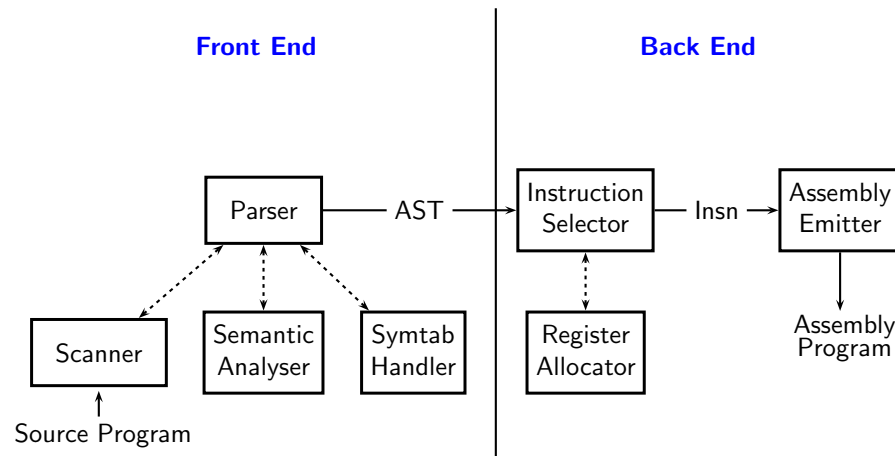 Front End
Back End
Parser
AST
Instruction
Selector
Insn
Assembly
Emitter
Scanner
Semantic
Analyser
Symtab
Handler
Register
Allocator
Assembly
Program
Source Program